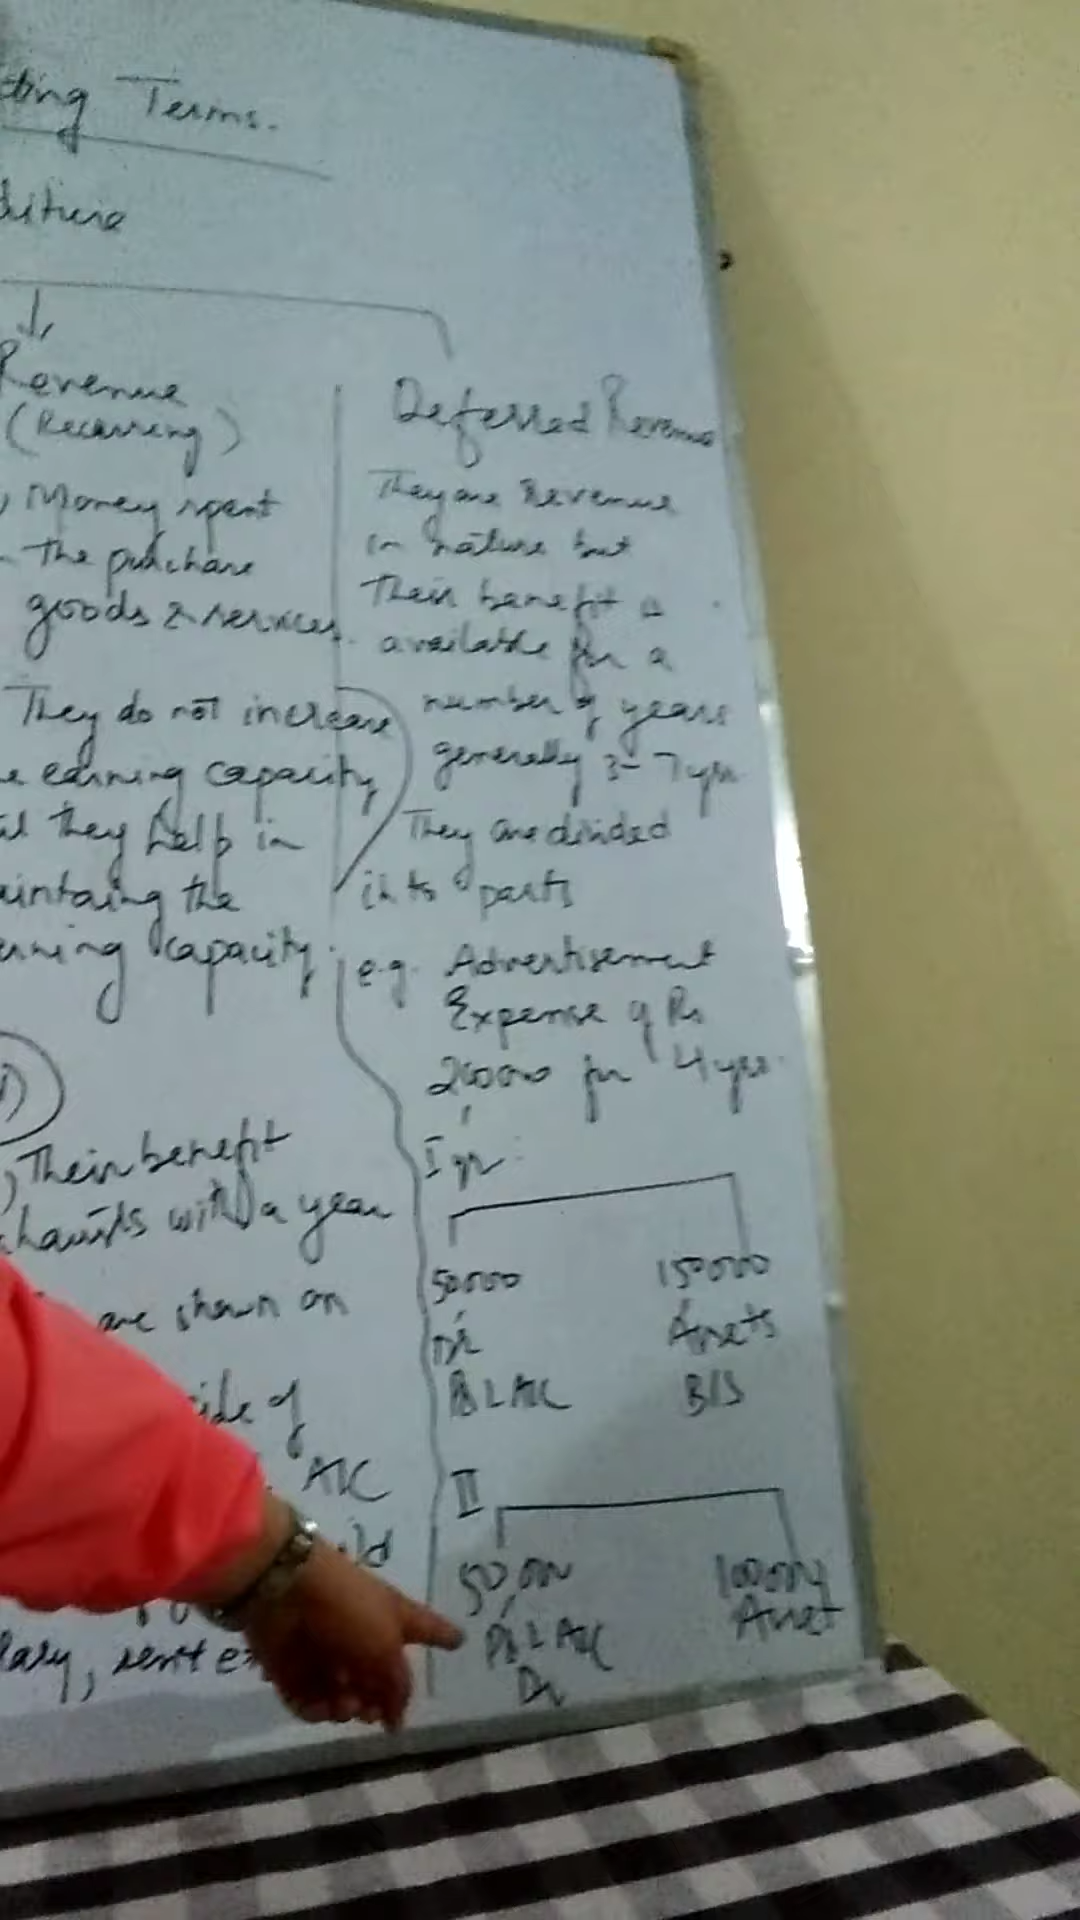 Terms.
Revenue
(Recurring)
Money spent
The purchase
goods & services.
They do not increase
earning capacity
they help in
the
capacity.
Their benefit
with a year
are shown on
of
A/C
rent
Deferred Revenue
They are Revenue
in nature but
Their benefit is
available for a
number of years
generally 3-7 yrs.
They are divided
into parts
e.g. Advertisement
Expense of Rs
200000 for 4 yrs.
I yr.
50000 150000
Dr Assets
P&L A/C B/S
II
50,000 100000
P&L A/C Asset
Dr